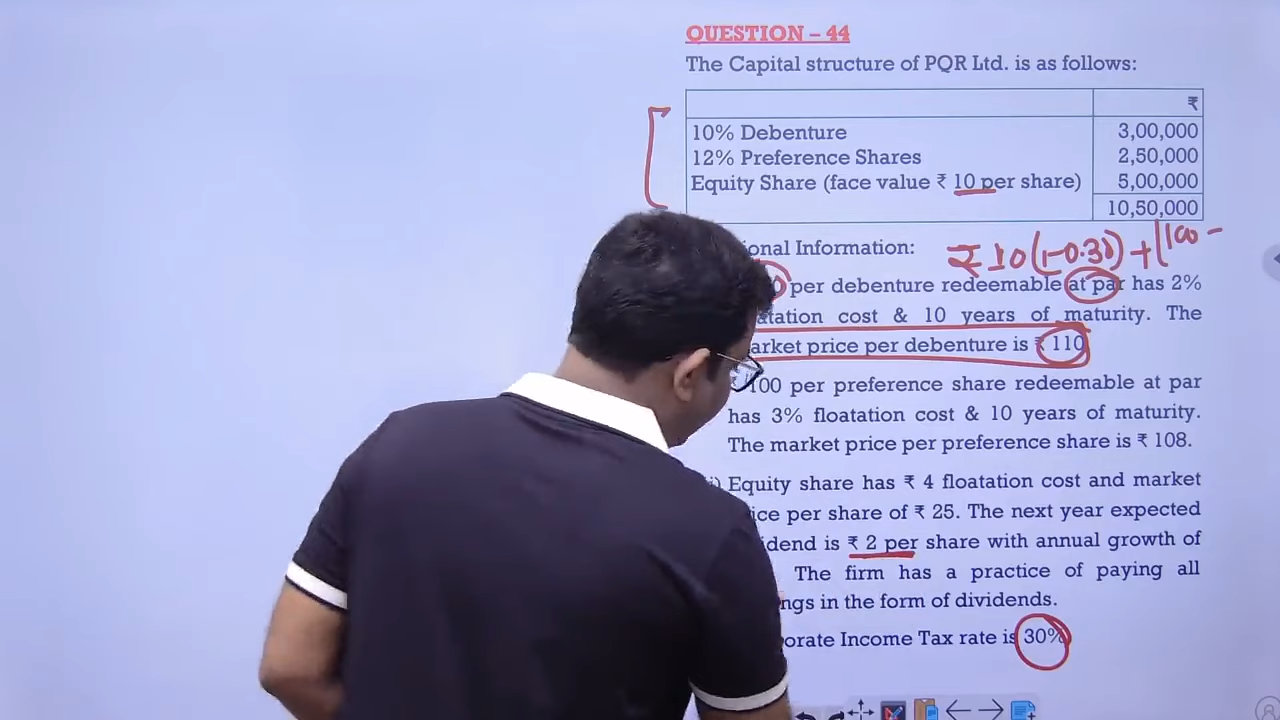 QUESTION – 44
The Capital structure of PQR Ltd. is as follows:
₹
10% Debenture 3,00,000
12% Preference Shares 2,50,000
Equity Share (face value ₹ 10 per share) 5,00,000
10,50,000
ional Information:
₹ 10(1-0.30) + (100 -
per debenture redeemable at par has 2%
atation cost & 10 years of maturity. The
arket price per debenture is ₹ 110
₹ 100 per preference share redeemable at par
has 3% floatation cost & 10 years of maturity.
The market price per preference share is ₹ 108.
Equity share has ₹ 4 floatation cost and market
ice per share of ₹ 25. The next year expected
idend is ₹ 2 per share with annual growth of
The firm has a practice of paying all
ngs in the form of dividends.
orate Income Tax rate is 30%